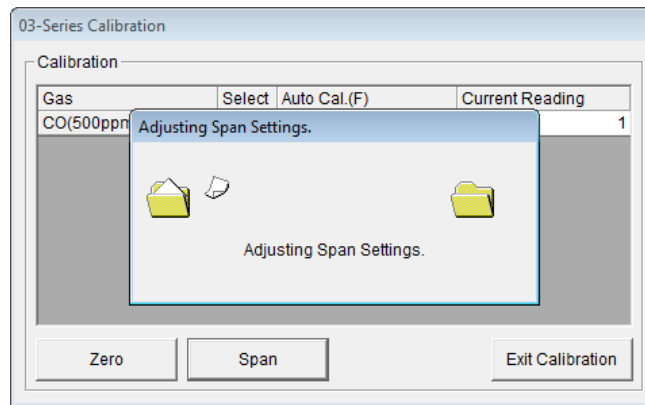 03-Series Calibration
Calibration
Gas Select Auto Cal.(F) Current Reading
CO(500ppm 1
Adjusting Span Settings.
Adjusting Span Settings.
Zero Span Exit Calibration